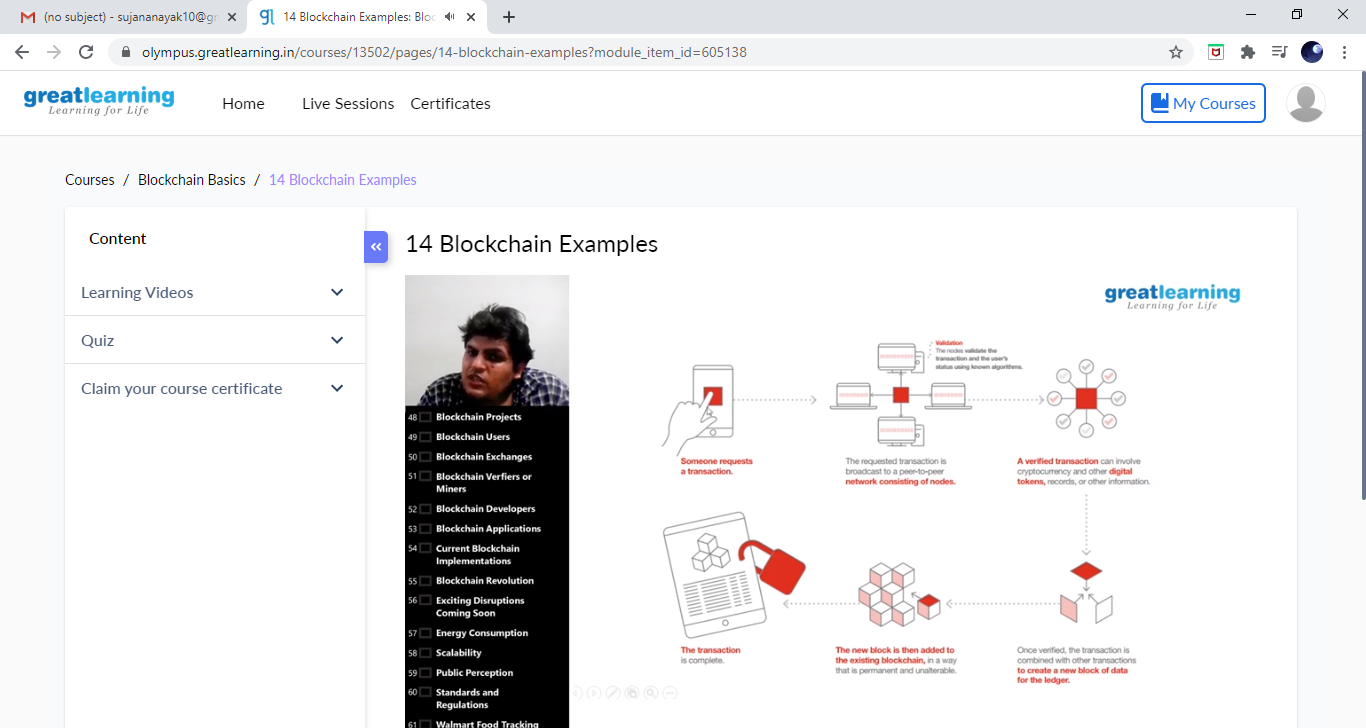 (no subject) - sujananayak10@gr
14 Blockchain Examples: Bloc
olympus.greatlearning.in/courses/13502/pages/14-blockchain-examples?module_item_id=605138
greatlearning
Learning for Life
Home
Live Sessions
Certificates
My Courses
Courses / Blockchain Basics / 14 Blockchain Examples
Content
Learning Videos
Quiz
Claim your course certificate
14 Blockchain Examples
48 Blockchain Projects
49 Blockchain Users
50 Blockchain Exchanges
51 Blockchain Verfiers or
Miners
52 Blockchain Developers
53 Blockchain Applications
54 Current Blockchain
Implementations
55 Blockchain Revolution
56 Exciting Disruptions
Coming Soon
57 Energy Consumption
58 Scalability
59 Public Perception
60 Standards and
Regulations
61 Walmart Food Tracking
greatlearning
Learning for Life
Someone requests
a transaction.
Validation
The nodes validate the
transaction and the user's
status using known algorithms.
The requested transaction is
broadcast to a peer-to-peer
network consisting of nodes.
A verified transaction can involve
cryptocurrency and other digital
tokens, records, or other information.
The transaction
is complete.
The new block is then added to
the existing blockchain, in a way
that is permanent and unalterable.
Once verified, the transaction is
combined with other transactions
to create a new block of data
for the ledger.